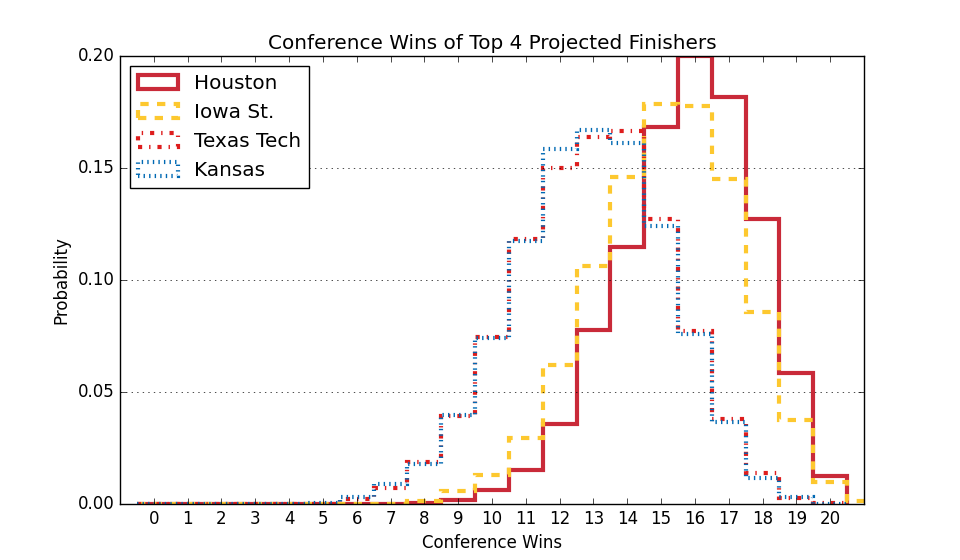 Conference Wins of Top 4 Projected Finishers
Houston
Iowa St.
Texas Tech
Kansas
Probability
0.20
0.15
0.10
0.05
0.00
0 1 2 3 4 5 6 7 8 9 10 11 12 13 14 15 16 17 18 19 20
Conference Wins